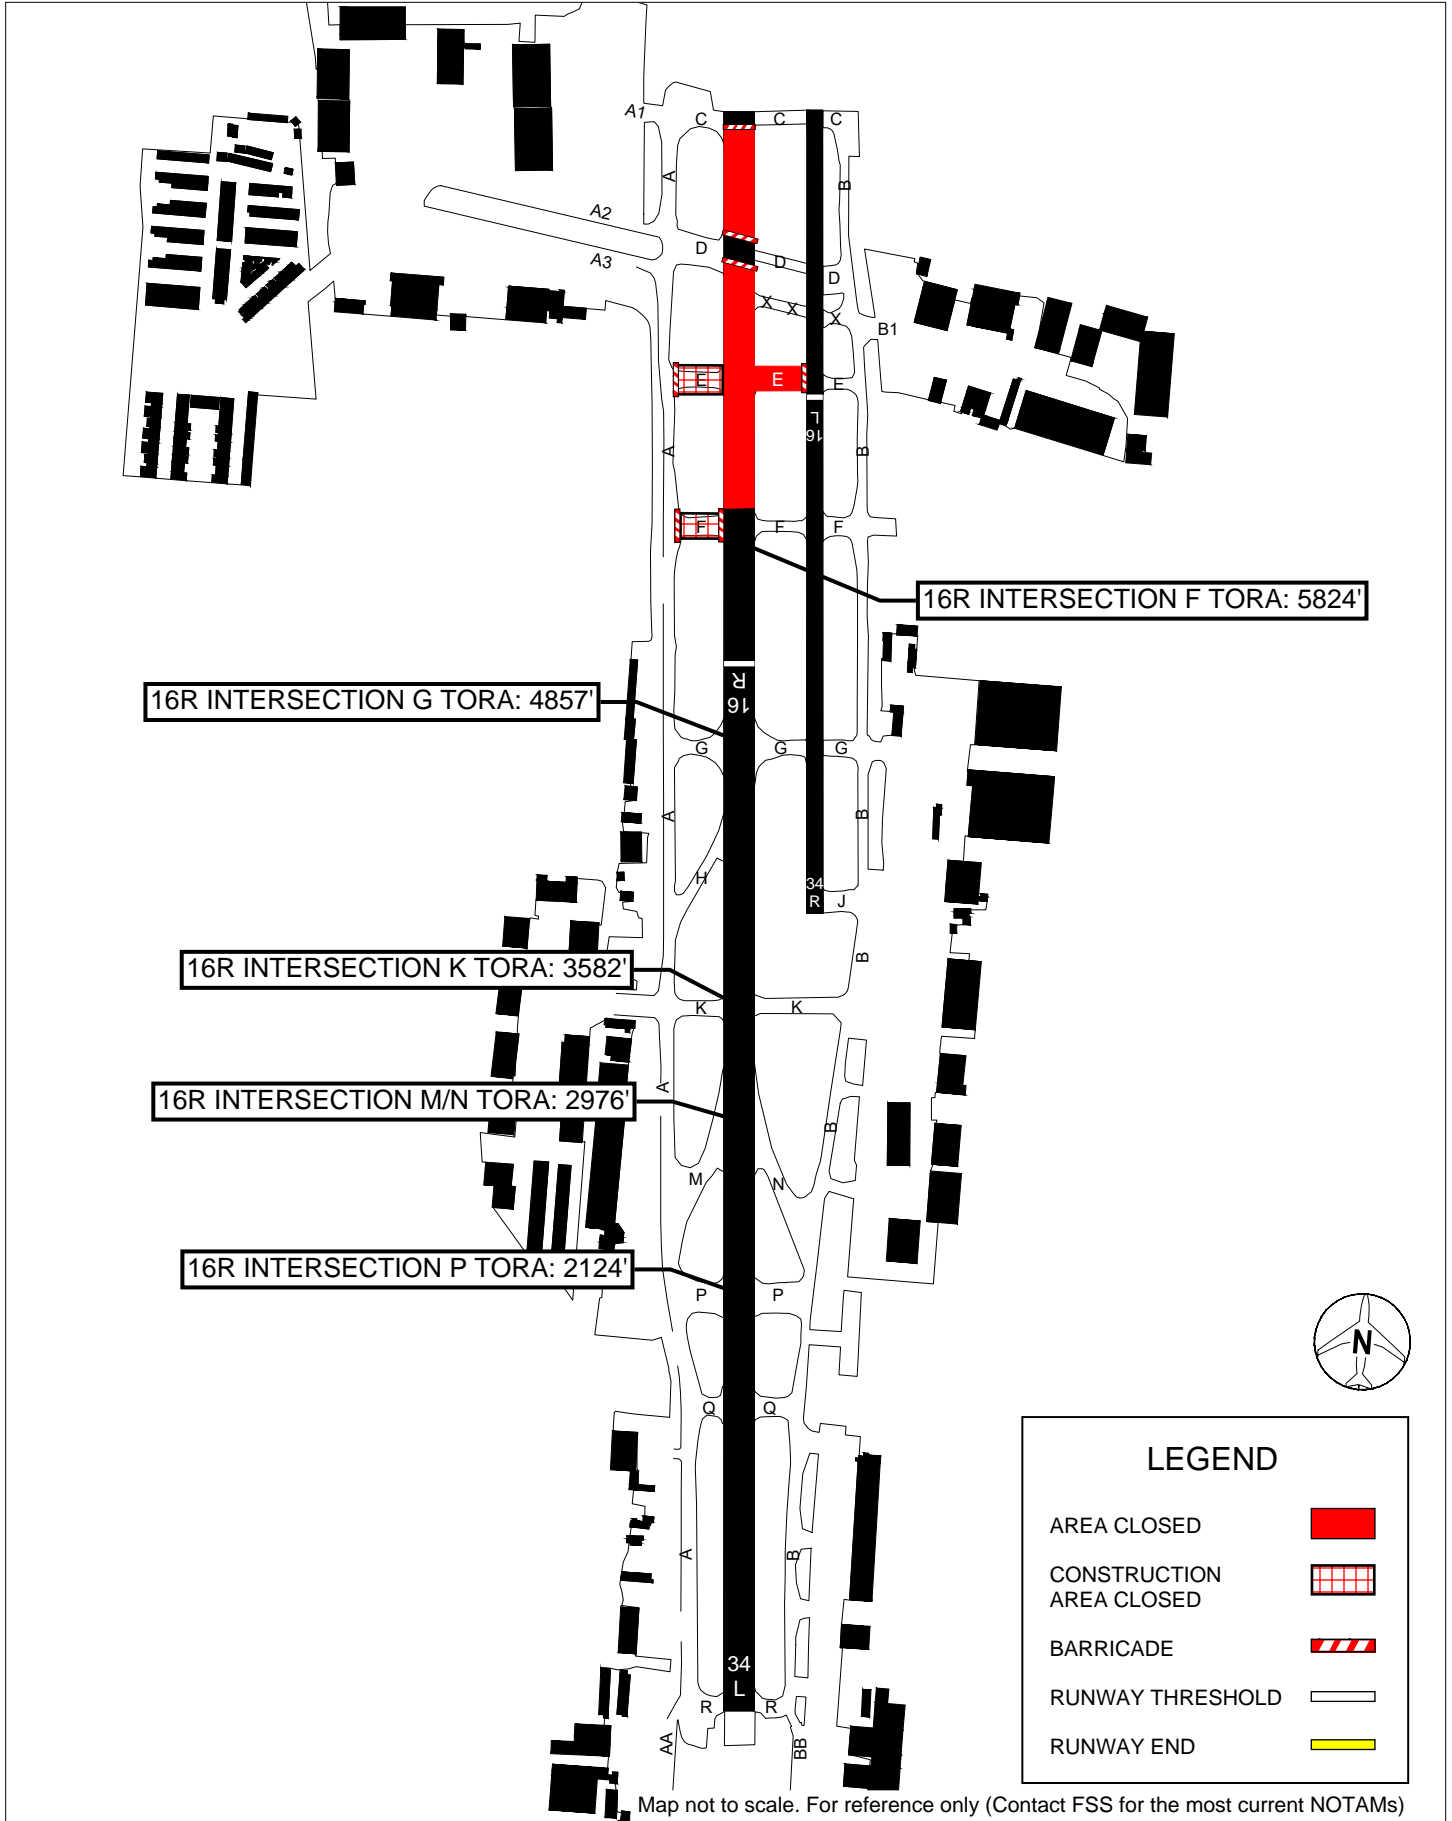 A1
C
C
C
A
B
A2
D
A3
D
D
X
X
X
B1
E
E
E
16
L
A
B
F
F
F
16R INTERSECTION F TORA: 5824'
16R INTERSECTION G TORA: 4857'
16
R
G
G
G
A
B
H
34
R
J
B
16R INTERSECTION K TORA: 3582'
K
K
A
16R INTERSECTION M/N TORA: 2976'
B
M
N
16R INTERSECTION P TORA: 2124'
P
P
N
Q
Q
LEGEND
AREA CLOSED
CONSTRUCTION
AREA CLOSED
BARRICADE
RUNWAY THRESHOLD
RUNWAY END
A
B
34
L
R
R
AA
BB
Map not to scale. For reference only (Contact FSS for the most current NOTAMs)